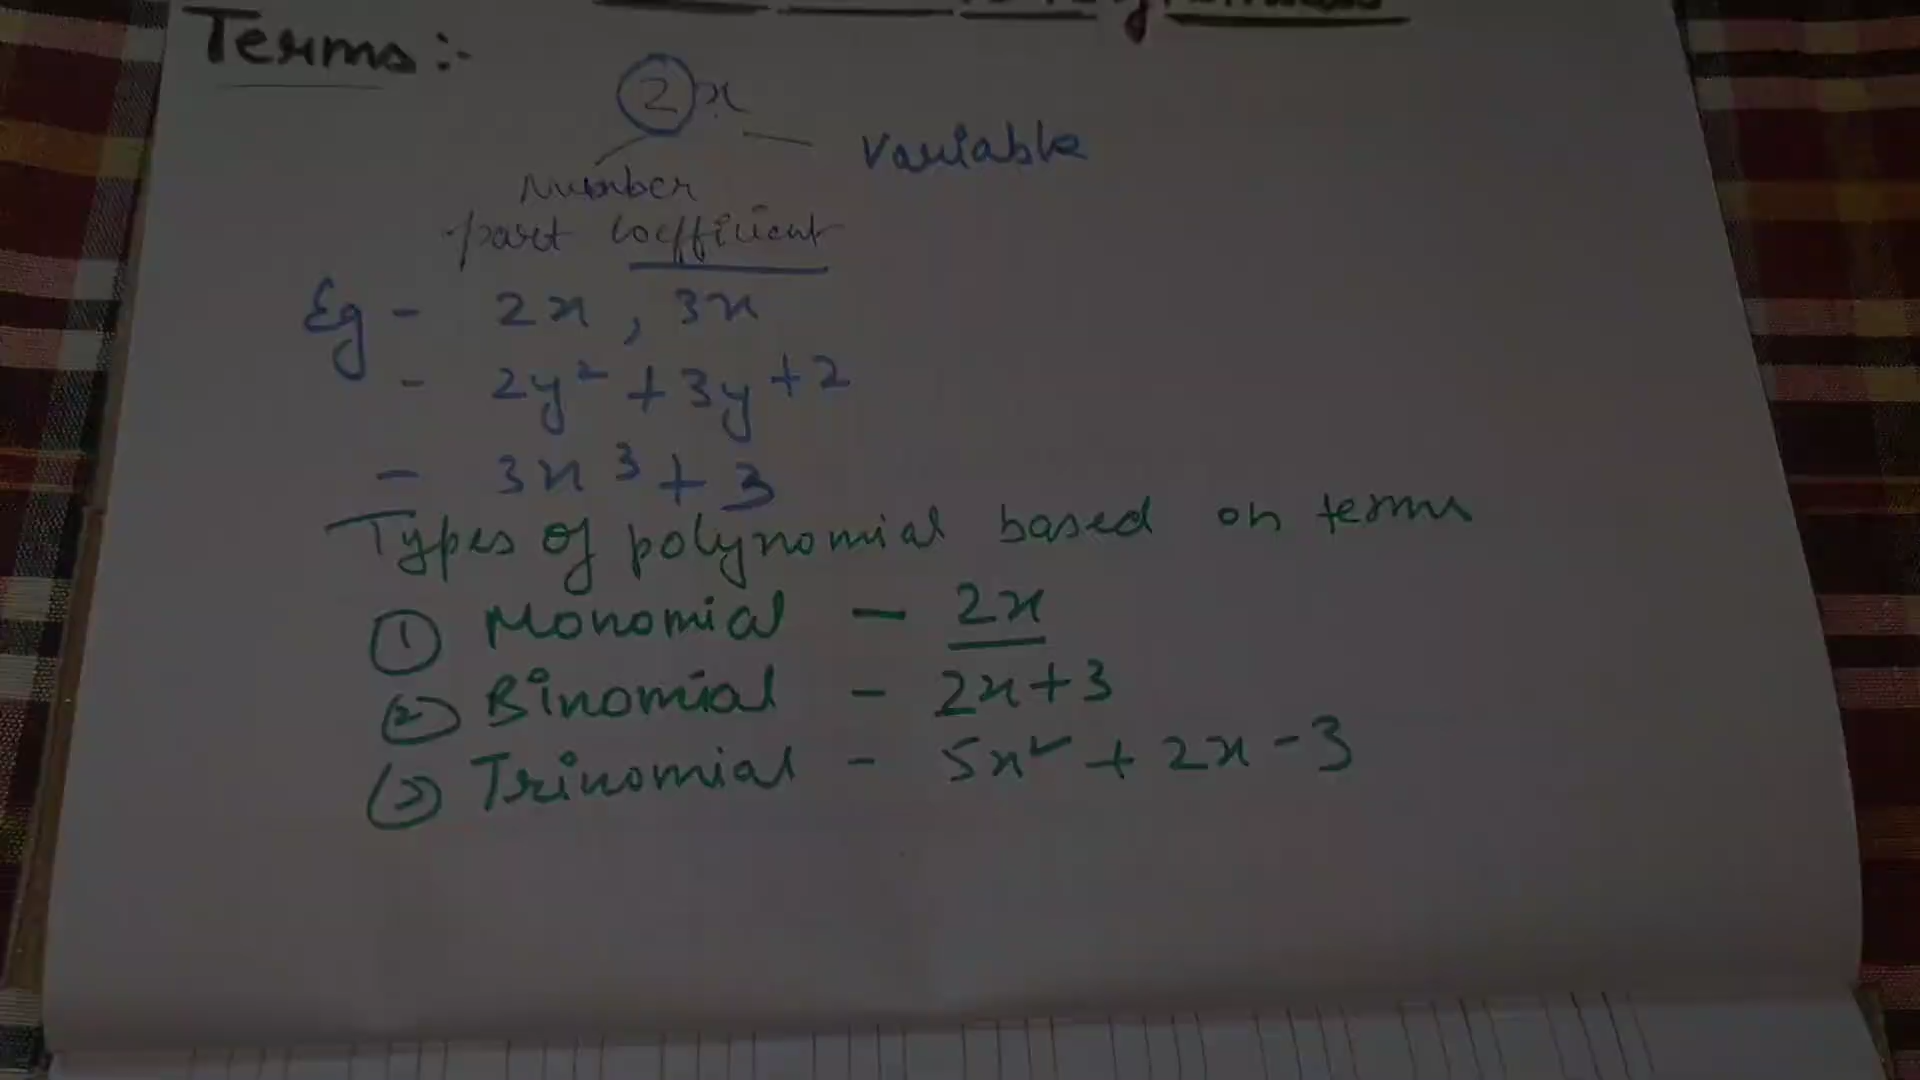 Terms :-
2x
Variable
Number
part coefficient
Eg - 2x , 3x
- 2y² + 3y + 2
- 3x³ + 3
Types of polynomial based on terms
① Monomial - 2x
② Binomial - 2x+3
③ Trinomial - 5x² + 2x - 3